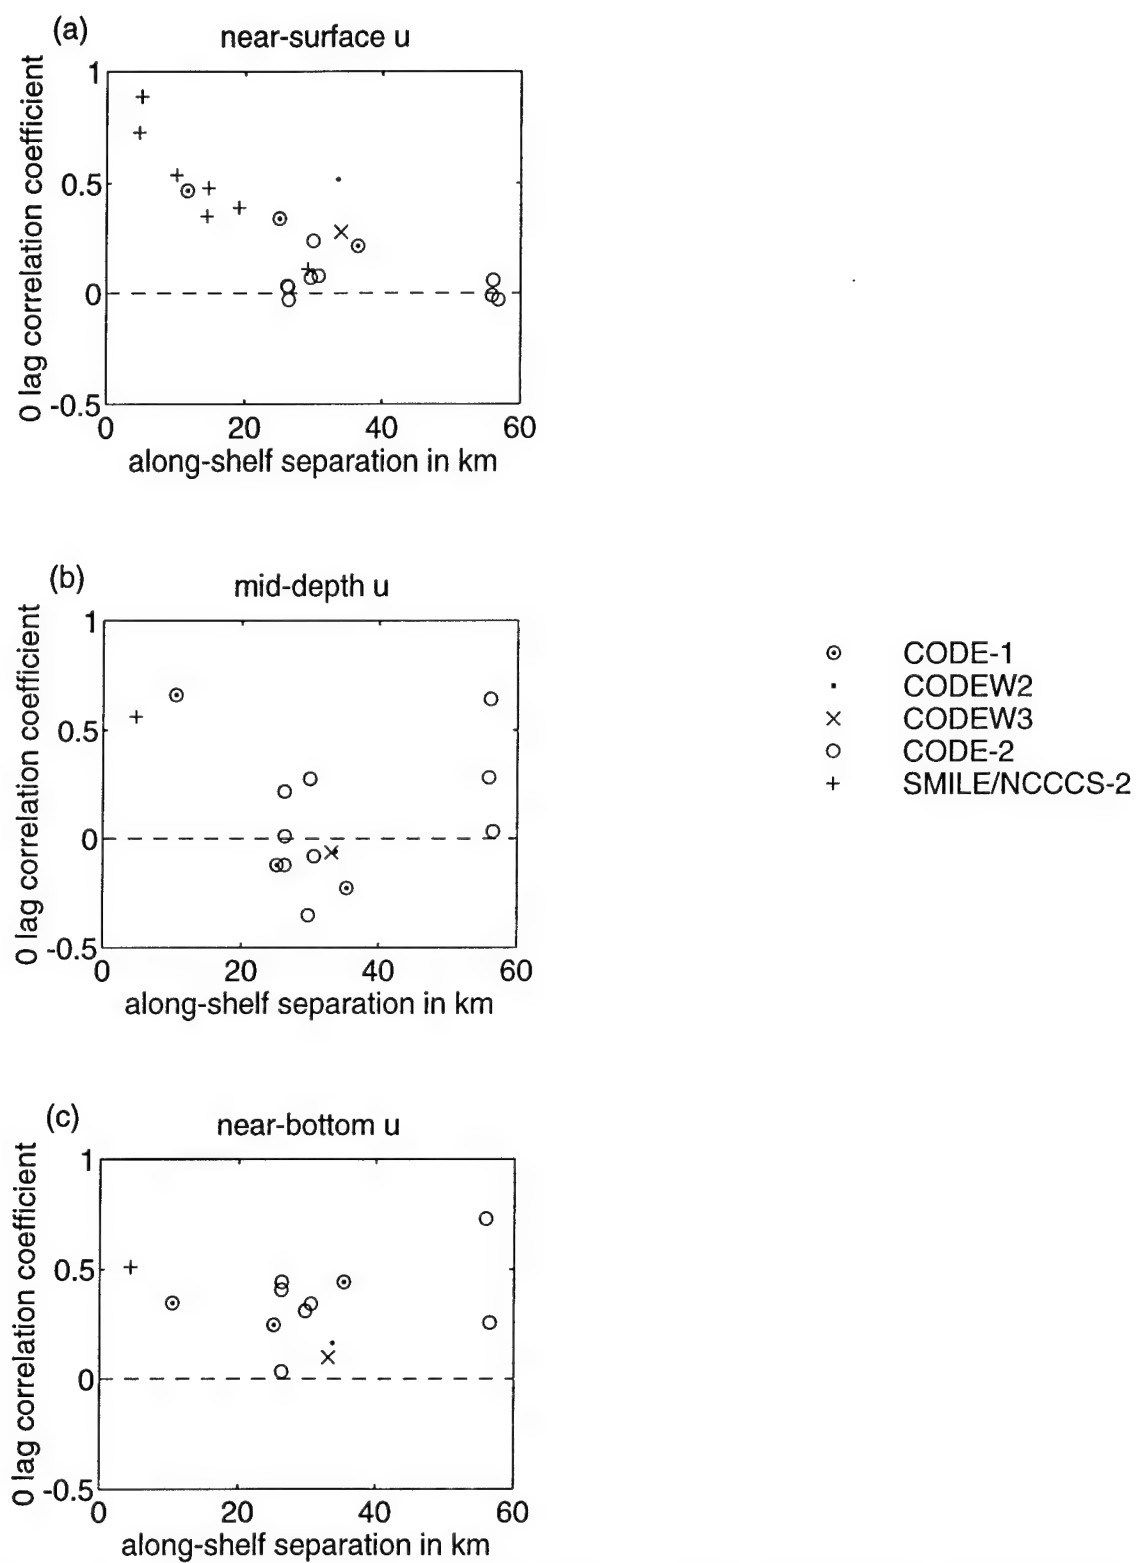 (a)
near-surface u
0 lag correlation coefficient
1
0.5
0
-0.5
0 20 40 60
along-shelf separation in km
(b)
mid-depth u
0 lag correlation coefficient
1
0.5
0
-0.5
0 20 40 60
along-shelf separation in km
CODE-1
CODEW2
CODEW3
CODE-2
SMILE/NCCCS-2
(c)
near-bottom u
0 lag correlation coefficient
1
0.5
0
-0.5
0 20 40 60
along-shelf separation in km